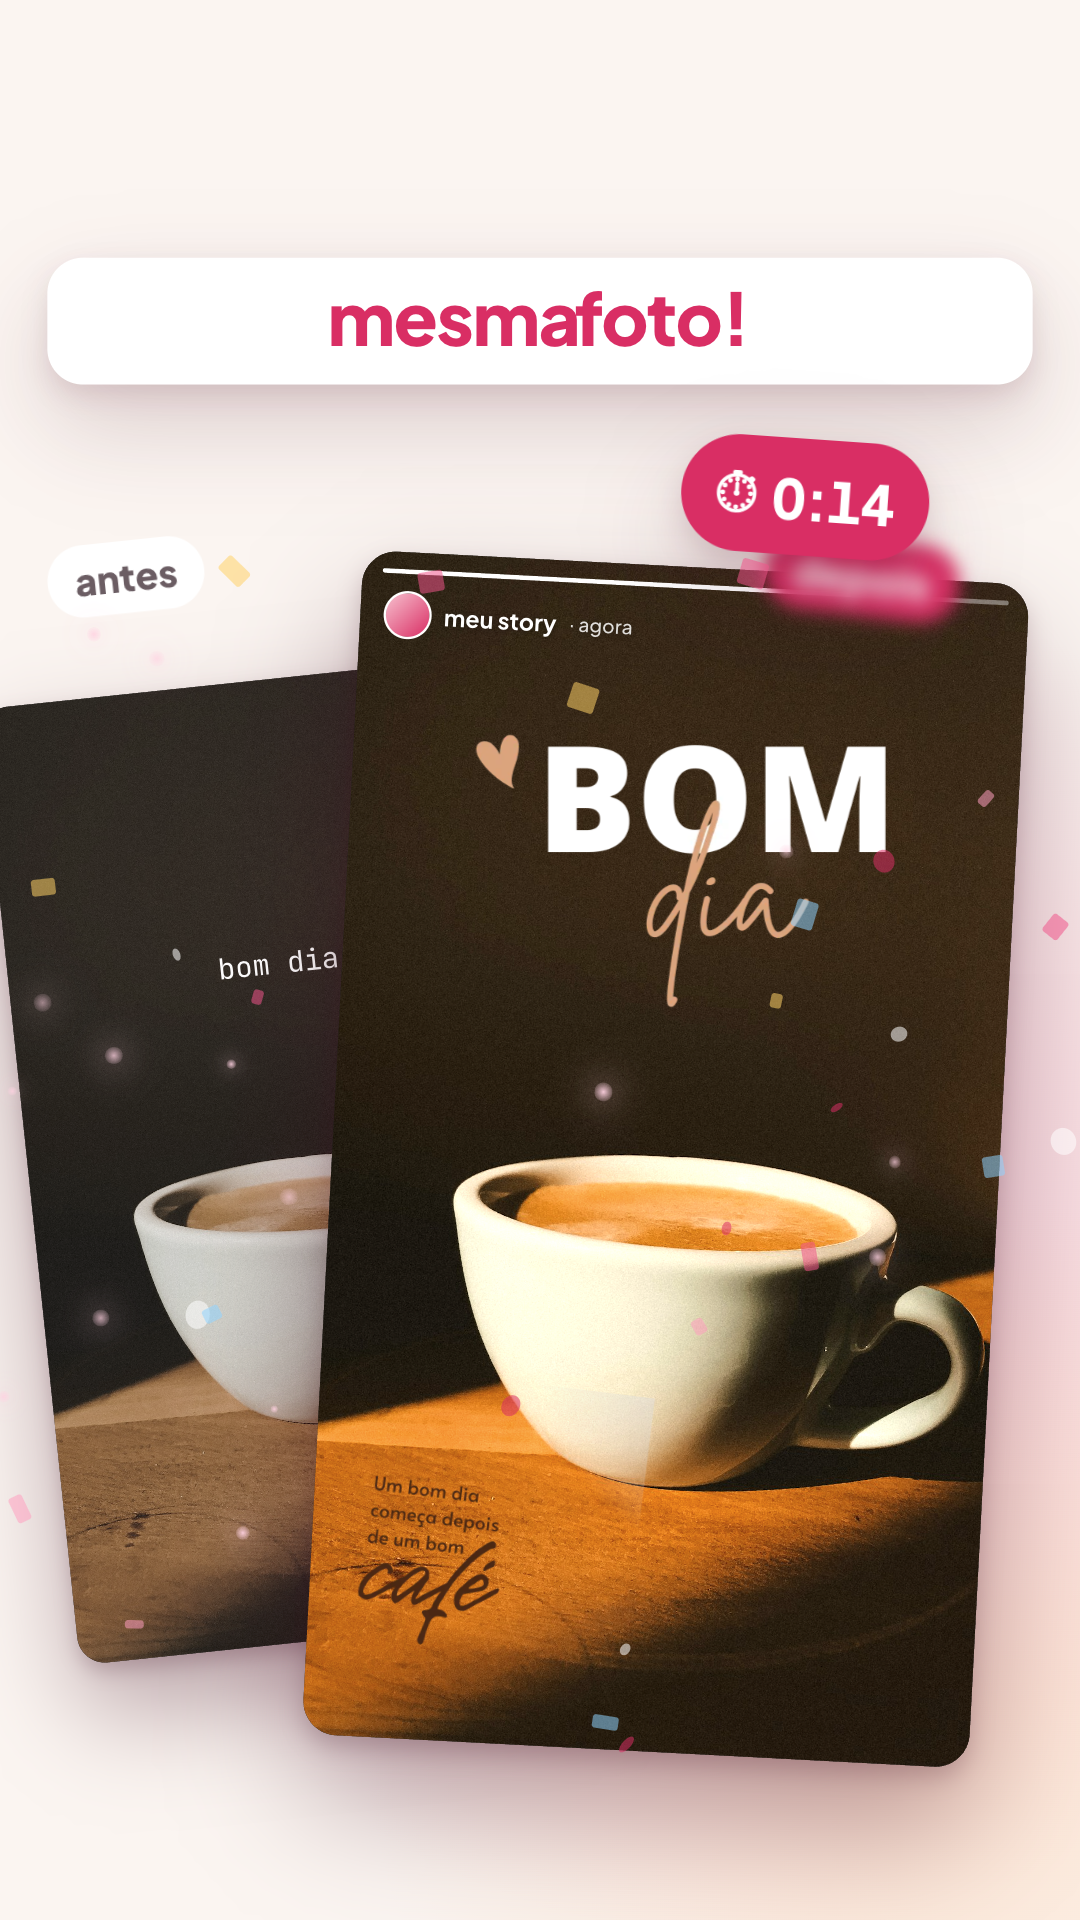 mesmafoto!
0:14
antes
meu story · agora
BOM
dia
bom dia
Um bom dia
começa depois
de um bom
café